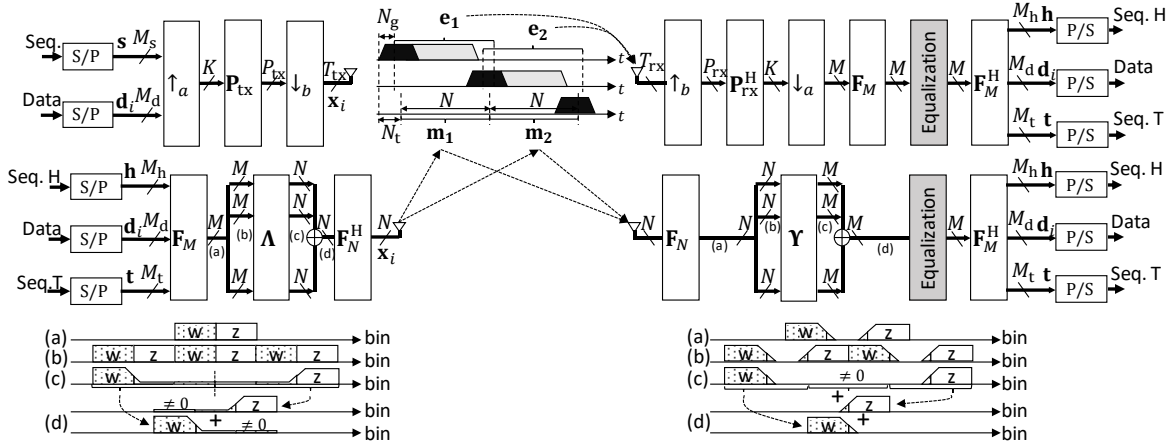 Seq. S/P s M_s ↑_a K P_tx P_tx ↓_b T_tx x_i
Data S/P d_i M_d
N_g e_1 e_2 t
t
N N t
N_t m_1 m_2
T_rx ↑_b P_rx P_rx^H K ↓_a M F_M M Equalization M F_M^H
M_h h P/S Seq. H
M_d d_i P/S Data
M_t t P/S Seq. T
Seq. H S/P h M_h
Data S/P d_i M_d F_M M (a)
Seq.T S/P t M_t
M M M (b) Λ N N N (c) N (d) F_N^H N x_i
N F_N (a) N N N N (b) ϒ M M M (c) M (d) Equalization M F_M^H
M_h h P/S Seq. H
M_d d_i P/S Data
M_t t P/S Seq. T
(a) w z bin
(b) w z w z w z bin
(c) w z bin
≠ 0 z bin
+
(d) w ≠ 0 bin
(a) w z bin
(b) w z w z bin
(c) w ≠ 0 bin
+ z bin
(d) w + bin